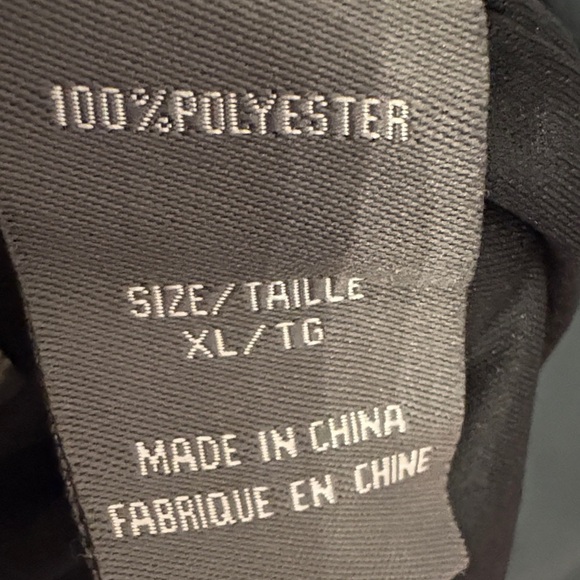 100%POLYESTER
SIZE/TAILLE
XL/TG
MADE IN CHINA
FABRIQUE EN CHINE